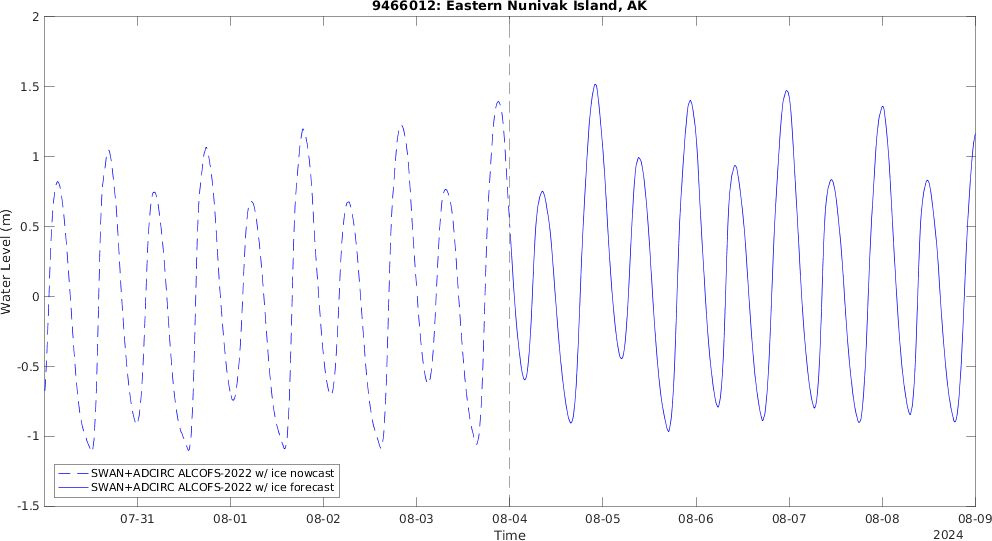 9466012: Eastern Nunivak Island, AK
Water Level (m)
2
1.5
1
0.5
0
-0.5
-1
-1.5
SWAN+ADCIRC ALCOFS-2022 w/ ice nowcast
SWAN+ADCIRC ALCOFS-2022 w/ ice forecast
07-31 08-01 08-02 08-03 08-04 08-05 08-06 08-07 08-08 08-09
Time
2024